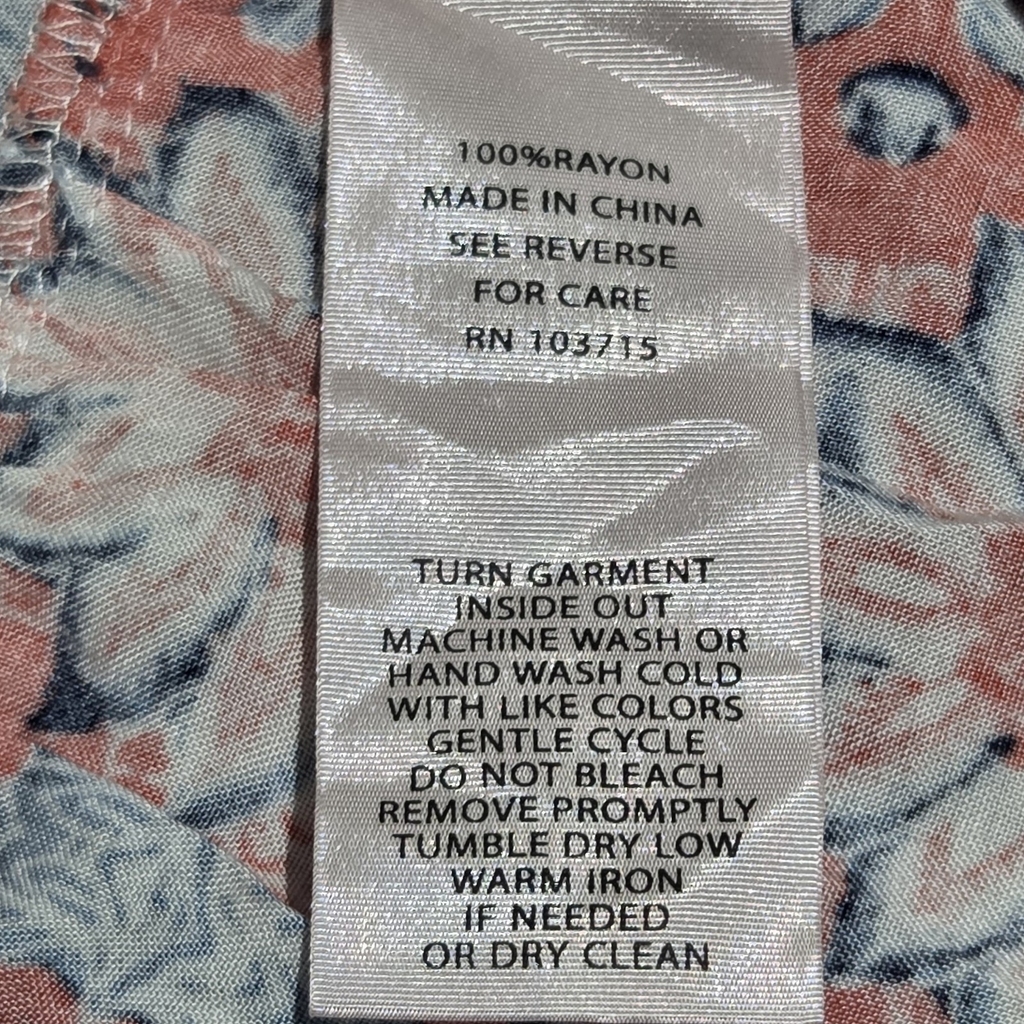 100%RAYON
MADE IN CHINA
SEE REVERSE
FOR CARE
RN 103715
TURN GARMENT
INSIDE OUT
MACHINE WASH OR
HAND WASH COLD
WITH LIKE COLORS
GENTLE CYCLE
DO NOT BLEACH
REMOVE PROMPTLY
TUMBLE DRY LOW
WARM IRON
IF NEEDED
OR DRY CLEAN